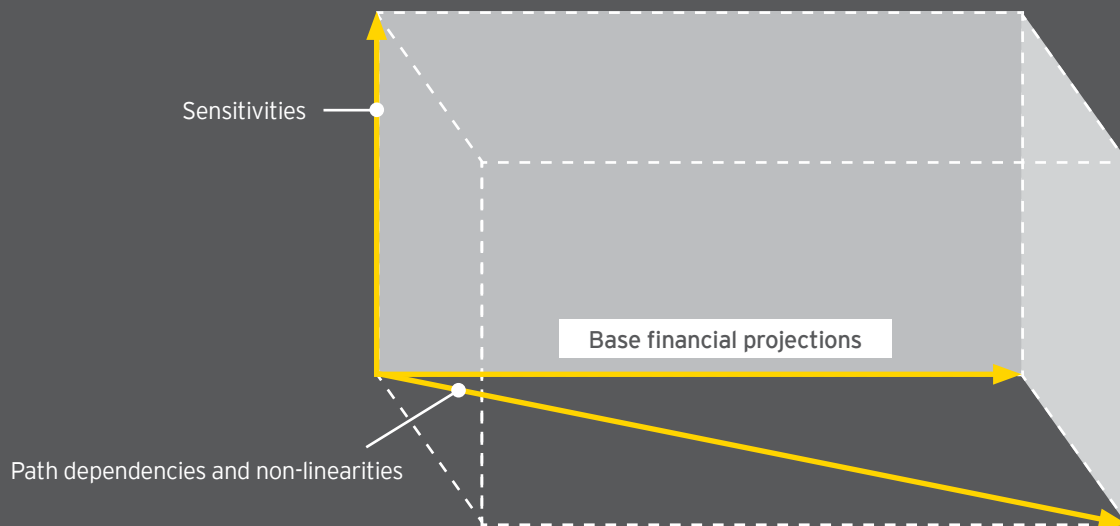 Sensitivities
Base financial projections
Path dependencies and non-linearities